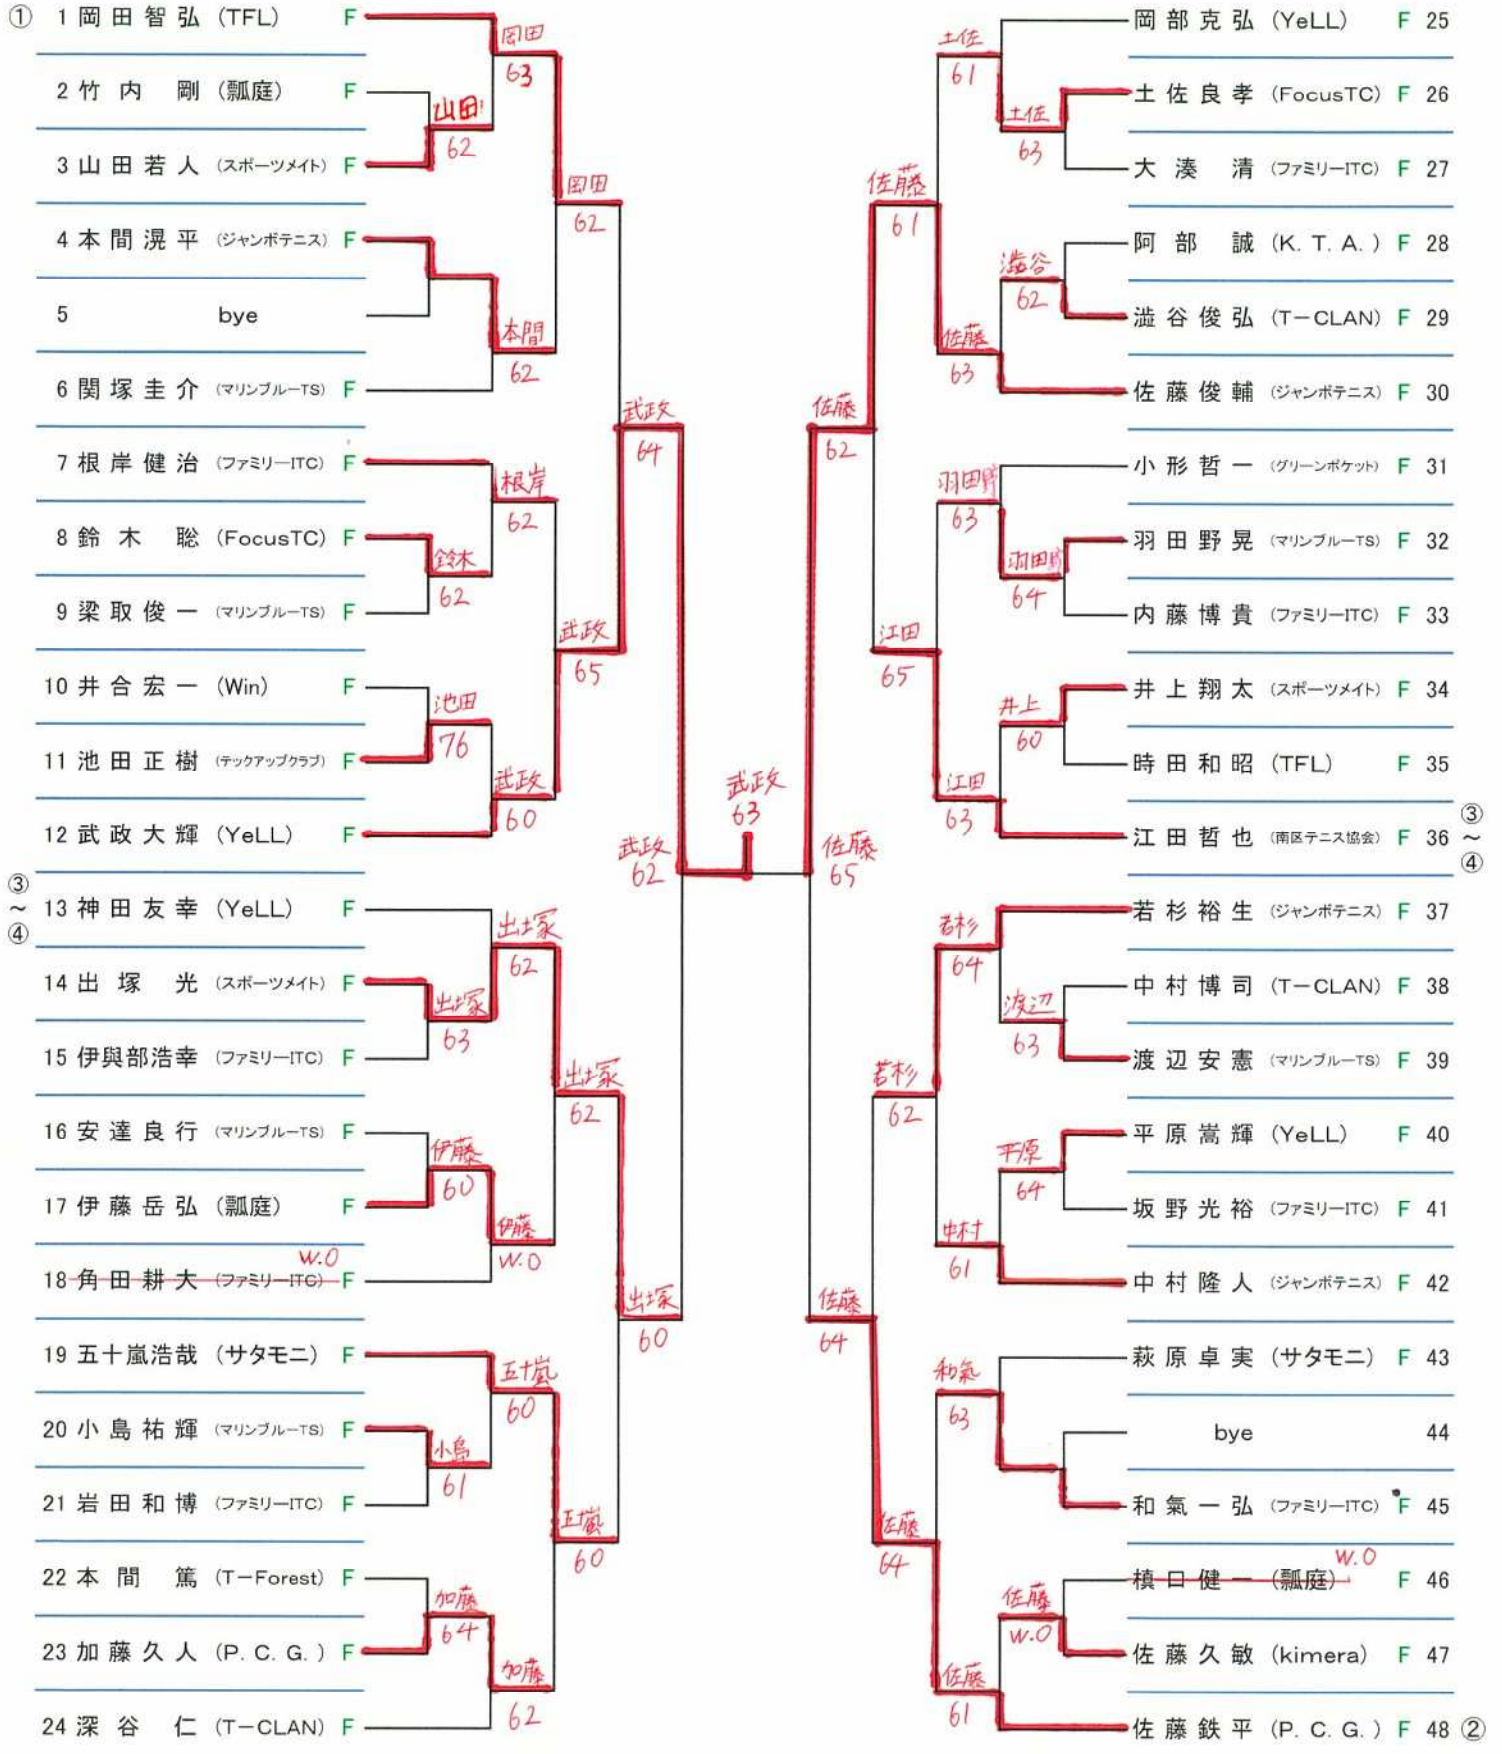 ① 1 岡田智弘 (TFL) F
2 竹内 剛 (瓢庭) F
3 山田若人 (スポーツメイト) F
4 本間滉平 (ジャンボテニス) F
5 bye
6 関塚圭介 (マリンブルーTS) F
7 根岸健治 (ファミリーITC) F
8 鈴木 聡 (FocusTC) F
9 梁取俊一 (マリンブルーTS) F
10 井合宏一 (Win) F
11 池田正樹 (テックアップクラブ) F
12 武政大輝 (YeLL) F
③
~
④
13 神田友幸 (YeLL) F
14 出塚 光 (スポーツメイト) F
15 伊與部浩幸 (ファミリーITC) F
16 安達良行 (マリンブルーTS) F
17 伊藤岳弘 (瓢庭) F
W.O
18 角田耕大 (ファミリーITC) F
19 五十嵐浩哉 (サタモニ) F
20 小島祐輝 (マリンブルーTS) F
21 岩田和博 (ファミリーITC) F
22 本間 篤 (T-Forest) F
23 加藤久人 (P.C.G.) F
24 深谷 仁 (T-CLAN) F
山田
62
鈴木
62
池田
76
出塚
63
伊藤
60
小島
61
加藤
64
岡田
63
本間
62
根岸
62
武政
60
出塚
62
伊藤
W.O
五十嵐
60
加藤
62
岡田
62
武政
65
出塚
62
五十嵐
60
武政
64
出塚
60
武政
62
武政
63
佐藤
65
佐藤
62
佐藤
64
佐藤
61
江田
65
若杉
62
佐藤
64
土佐
61
佐藤
63
羽田野
63
江田
63
若杉
64
中村
61
和氣
63
佐藤
61
土佐
63
澁谷
62
羽田野
64
井上
60
渡辺
63
平原
64
佐藤
W.O
岡部克弘 (YeLL) F 25
土佐良孝 (FocusTC) F 26
大湊 清 (ファミリーITC) F 27
阿部 誠 (K.T.A.) F 28
澁谷俊弘 (T-CLAN) F 29
佐藤俊輔 (ジャンボテニス) F 30
小形哲一 (グリーンポケット) F 31
羽田野晃 (マリンブルーTS) F 32
内藤博貴 (ファミリーITC) F 33
井上翔太 (スポーツメイト) F 34
時田和昭 (TFL) F 35
江田哲也 (南区テニス協会) F 36
③
~
④
若杉裕生 (ジャンボテニス) F 37
中村博司 (T-CLAN) F 38
渡辺安憲 (マリンブルーTS) F 39
平原嵩輝 (YeLL) F 40
坂野光裕 (ファミリーITC) F 41
中村隆人 (ジャンボテニス) F 42
萩原卓実 (サタモニ) F 43
bye 44
和氣一弘 (ファミリーITC) F 45
W.O
槙口健一 (瓢庭) F 46
佐藤久敏 (kimera) F 47
佐藤鉄平 (P.C.G.) F 48 ②